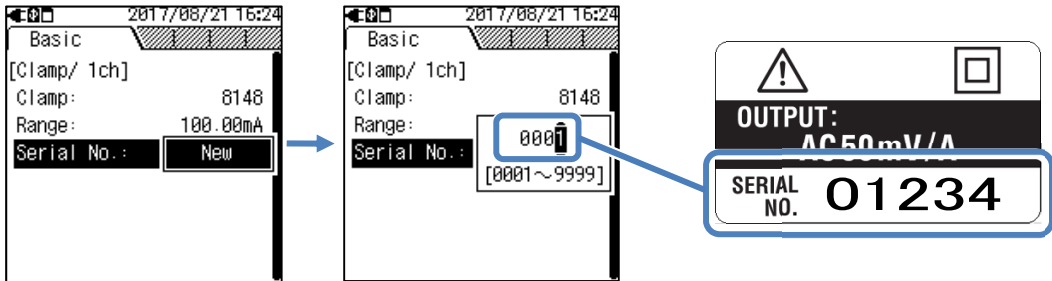 2017/08/21 16:24
Basic
[Clamp/ 1ch]
Clamp: 8148
Range: 100.00mA
Serial No.: New
2017/08/21 16:24
Basic
[Clamp/ 1ch]
Clamp: 8148
Range:
0001
Serial No.:
[0001～9999]
OUTPUT:
AC50mV/A
SERIAL NO. 01234